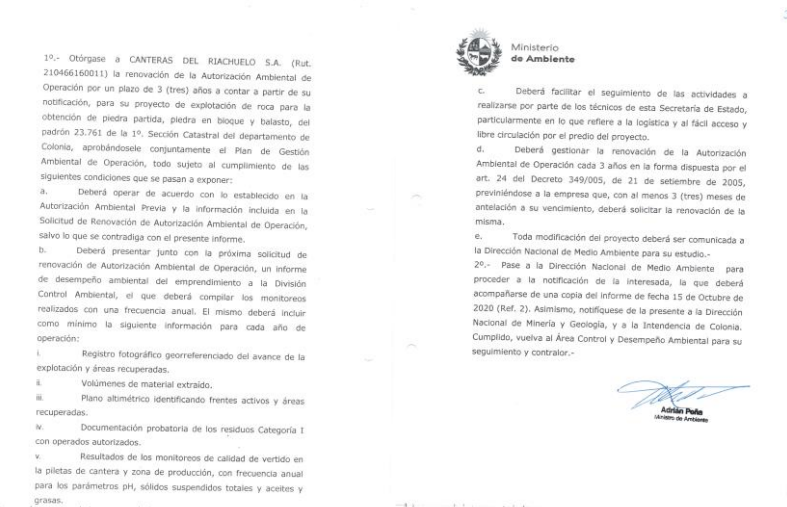 1º.- Otórgase a CANTERAS DEL RIACHUELO S.A. (Rut.
210466160011) la renovación de la Autorización Ambiental de
Operación por un plazo de 3 (tres) años a contar a partir de su
notificación, para su proyecto de explotación de roca para la
obtención de piedra partida, piedra en bloque y balasto, del
padrón 23.761 de la 1º. Sección Catastral del departamento de
Colonia, aprobándosele conjuntamente el Plan de Gestión
Ambiental de Operación, todo sujeto al cumplimiento de las
siguientes condiciones que se pasan a exponer:
a. Deberá operar de acuerdo con lo establecido en la
Autorización Ambiental Previa y la información incluida en la
Solicitud de Renovación de Autorización Ambiental de Operación,
salvo lo que se contradiga con el presente informe.
b. Deberá presentar junto con la próxima solicitud de
renovación de Autorización Ambiental de Operación, un informe
de desempeño ambiental del emprendimiento a la División
Control Ambiental, el que deberá compilar los monitoreos
realizados con una frecuencia anual. El mismo deberá incluir
como mínimo la siguiente información para cada año de
operación:
i. Registro fotográfico georreferenciado del avance de la
explotación y áreas recuperadas.
ii. Volúmenes de material extraído.
iii. Plano altimétrico identificando frentes activos y áreas
recuperadas.
iv. Documentación probatoria de los residuos Categoría I
con operados autorizados.
v. Resultados de los monitoreos de calidad de vertido en
la piletas de cantera y zona de producción, con frecuencia anual
para los parámetros pH, sólidos suspendidos totales y aceites y
grasas.
Ministerio
de Ambiente
c. Deberá facilitar el seguimiento de las actividades a
realizarse por parte de los técnicos de esta Secretaría de Estado,
particularmente en lo que refiere a la logística y al fácil acceso y
libre circulación por el predio del proyecto.
d. Deberá gestionar la renovación de la Autorización
Ambiental de Operación cada 3 años en la forma dispuesta por el
art. 24 del Decreto 349/005, de 21 de setiembre de 2005,
previniéndose a la empresa que, con al menos 3 (tres) meses de
antelación a su vencimiento, deberá solicitar la renovación de la
misma.
e. Toda modificación del proyecto deberá ser comunicada a
la Dirección Nacional de Medio Ambiente para su estudio.-
2º.- Pase a la Dirección Nacional de Medio Ambiente para
proceder a la notificación de la interesada, la que deberá
acompañarse de una copia del informe de fecha 15 de Octubre de
2020 (Ref. 2). Asimismo, notifíquese de la presente a la Dirección
Nacional de Minería y Geología, y a la Intendencia de Colonia.
Cumplido, vuelva al Área Control y Desempeño Ambiental para su
seguimiento y contralor.-
Adrián Peña
Ministro de Ambiente